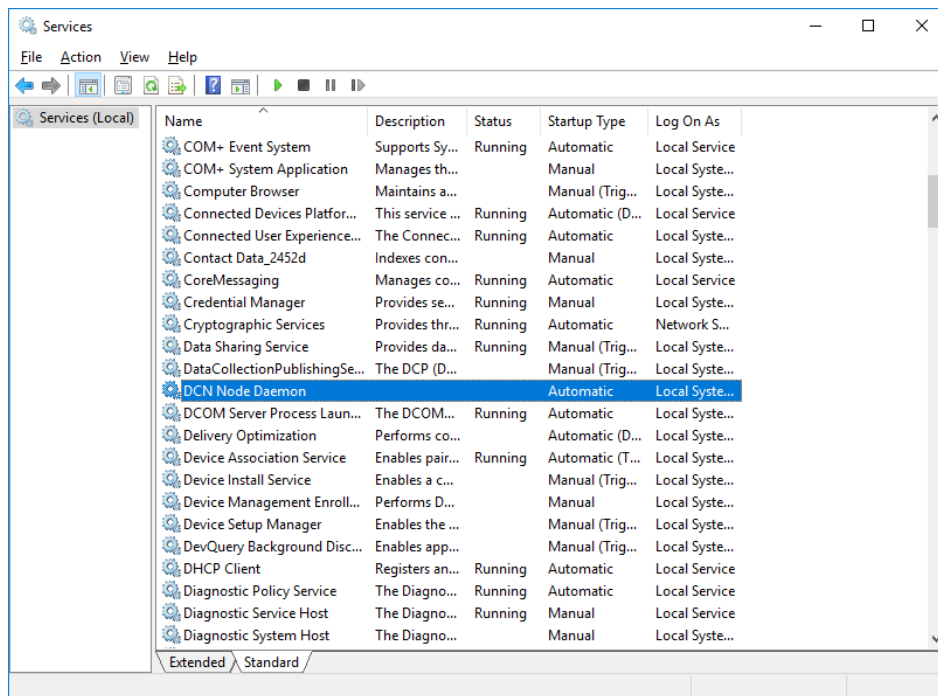 Services
File Action View Help
Services (Local)
Name Description Status Startup Type Log On As
COM+ Event System Supports Sy... Running Automatic Local Service
COM+ System Application Manages th... Manual Local Syste...
Computer Browser Maintains a... Manual (Trig... Local Syste...
Connected Devices Platfor... This service ... Running Automatic (D... Local Service
Connected User Experience... The Connec... Running Automatic Local Syste...
Contact Data_2452d Indexes con... Manual Local Syste...
CoreMessaging Manages co... Running Automatic Local Service
Credential Manager Provides se... Running Manual Local Syste...
Cryptographic Services Provides thr... Running Automatic Network S...
Data Sharing Service Provides da... Running Manual (Trig... Local Syste...
DataCollectionPublishingSe... The DCP (D... Manual (Trig... Local Syste...
DCN Node Daemon Automatic Local Syste...
DCOM Server Process Laun... The DCOM... Running Automatic Local Syste...
Delivery Optimization Performs co... Automatic (D... Local Syste...
Device Association Service Enables pair... Running Automatic (T... Local Syste...
Device Install Service Enables a c... Manual (Trig... Local Syste...
Device Management Enroll... Performs D... Manual Local Syste...
Device Setup Manager Enables the ... Manual (Trig... Local Syste...
DevQuery Background Disc... Enables app... Manual (Trig... Local Syste...
DHCP Client Registers an... Running Automatic Local Service
Diagnostic Policy Service The Diagno... Running Automatic Local Service
Diagnostic Service Host The Diagno... Running Manual Local Service
Diagnostic System Host The Diagno... Manual Local Syste...
Extended Standard